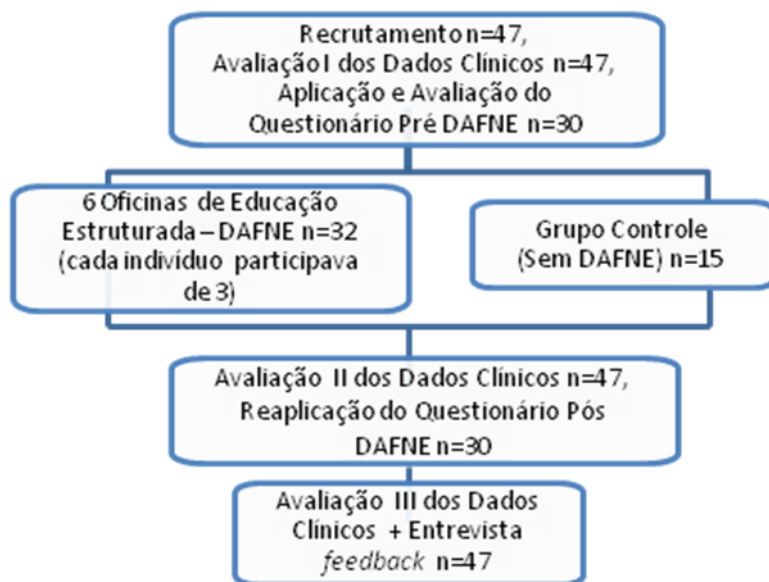 Recrutamento n=47,
Avaliação I dos Dados Clínicos n=47,
Aplicação e Avaliação do
Questionário Pré DAFNE n=30
6 Oficinas de Educação
Estruturada – DAFNE n=32
(cada indivíduo participava
de 3)
Grupo Controle
(Sem DAFNE) n=15
Avaliação II dos Dados Clínicos n=47,
Reaplicação do Questionário Pós
DAFNE n=30
Avaliação III dos Dados
Clínicos + Entrevista
feedback n=47